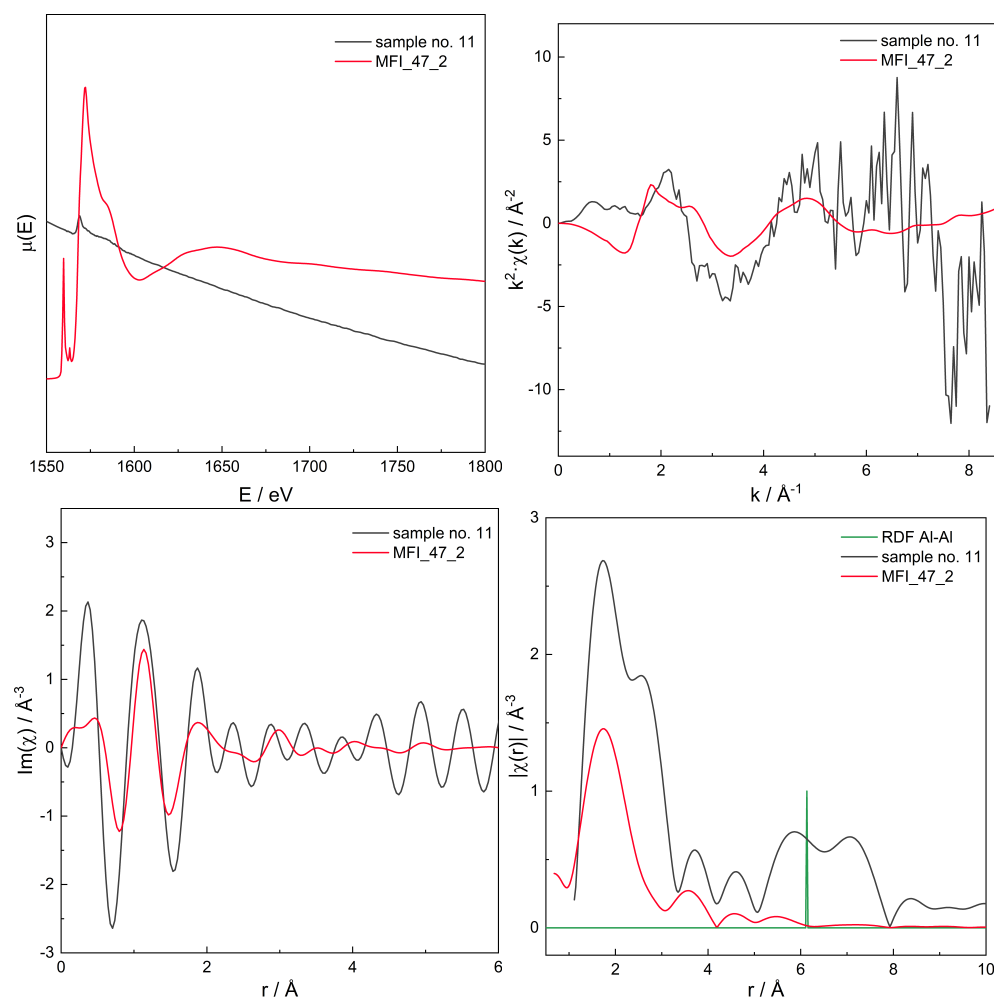 sample no. 11
MFI_47_2
μ(E)
1550 1600 1650 1700 1750 1800
E / eV
sample no. 11
MFI_47_2
k²·χ(k) / Å⁻²
10
5
0
-5
-10
0 2 4 6 8
k / Å⁻¹
sample no. 11
MFI_47_2
Im(χ) / Å⁻³
3
2
1
0
-1
-2
-3
0 2 4 6
r / Å
RDF Al-Al
sample no. 11
MFI_47_2
|χ(r)| / Å⁻³
3
2
1
0
2 4 6 8 10
r / Å